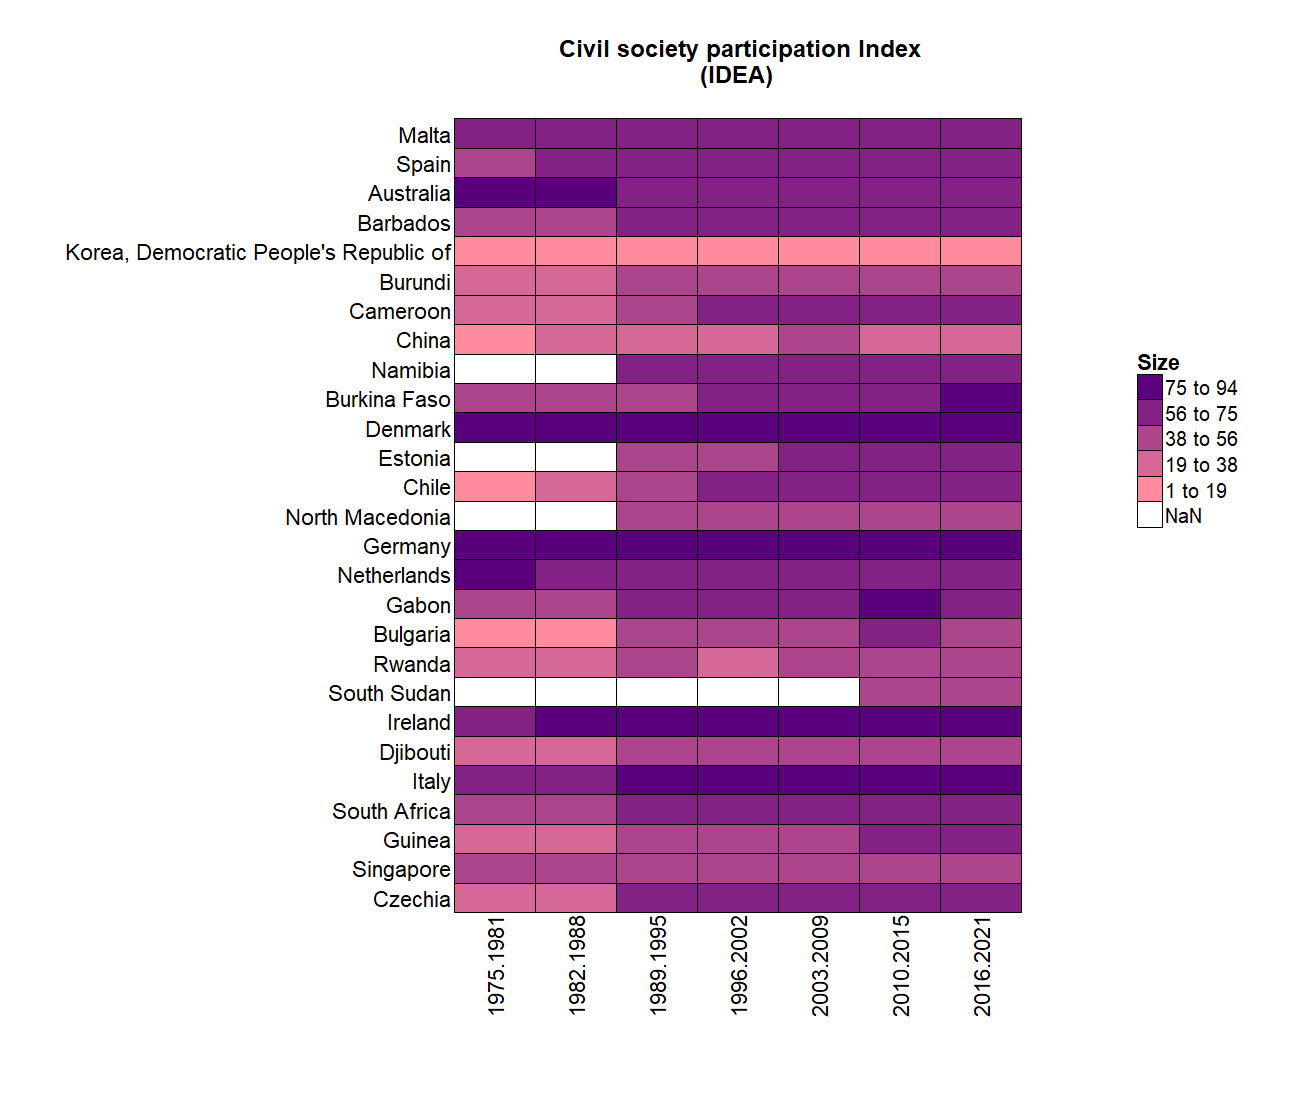 Civil society participation Index
(IDEA)
Malta
Spain
Australia
Barbados
Korea, Democratic People's Republic of
Burundi
Cameroon
China
Namibia
Burkina Faso
Denmark
Estonia
Chile
North Macedonia
Germany
Netherlands
Gabon
Bulgaria
Rwanda
South Sudan
Ireland
Djibouti
Italy
South Africa
Guinea
Singapore
Czechia
1975.1981
1982.1988
1989.1995
1996.2002
2003.2009
2010.2015
2016.2021
Size
75 to 94
56 to 75
38 to 56
19 to 38
1 to 19
NaN